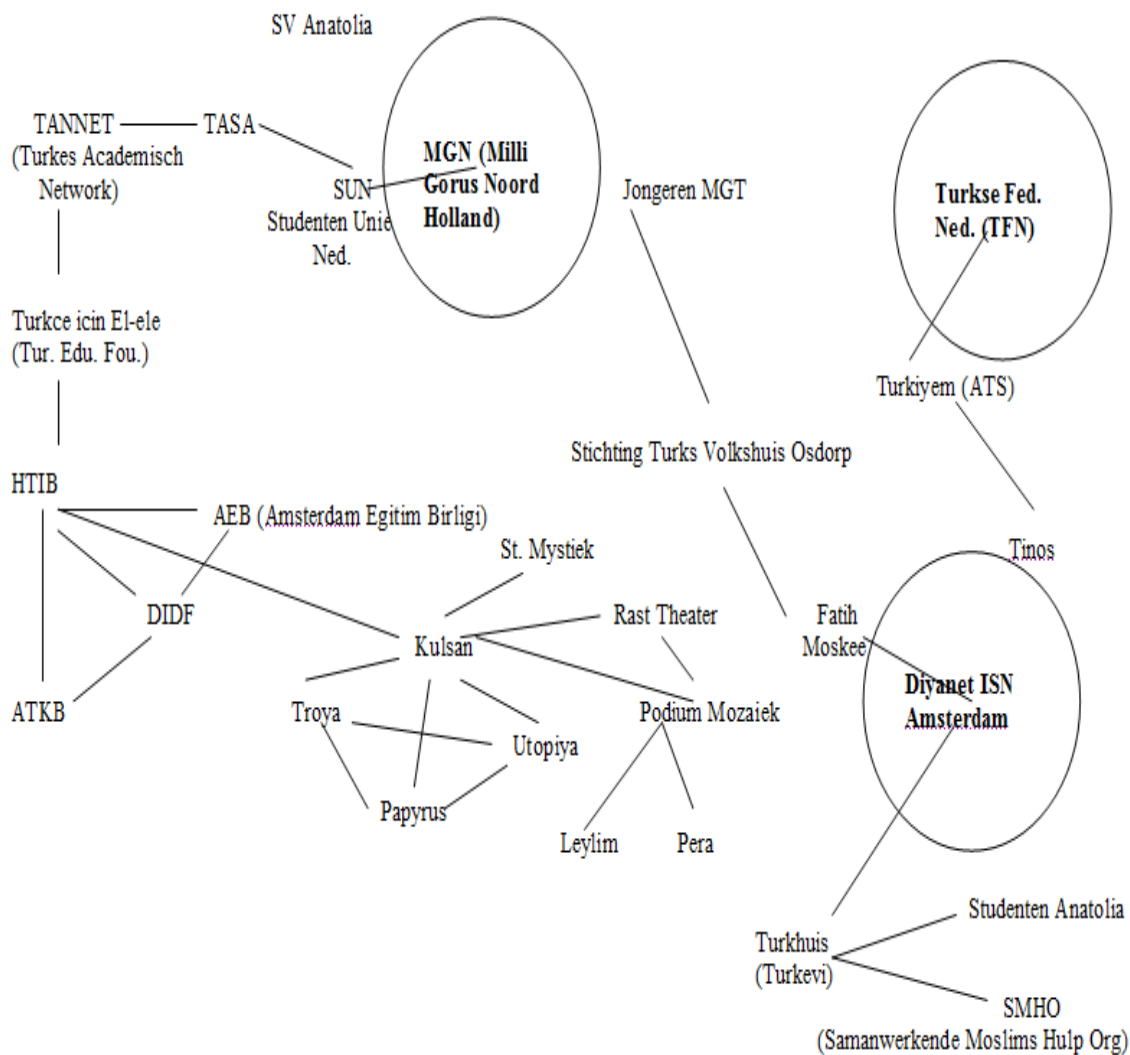 SV Anatolia
TANNET
(Turkes Academisch
Network)
TASA
SUN
Studenten Unie
Ned.
MGN (Milli
Gorus Noord
Holland)
Jongeren MGT
Turkse Fed.
Ned. (TFN)
Turkce icin El-ele
(Tur. Edu. Fou.)
Turkiyem (ATS)
Stichting Turks Volkshuis Osdorp
HTIB
AEB (Amsterdam Egitim Birligi)
St. Mystiek
Tinos
DIDF
Rast Theater
Fatih
Moskee
Kulsan
Diyanet ISN
Amsterdam
ATKB
Troya
Podium Mozaiek
Utopiya
Papyrus
Leylim
Pera
Studenten Anatolia
Turkhuis
(Turkevi)
SMHO
(Samanwerkende Moslims Hulp Org)